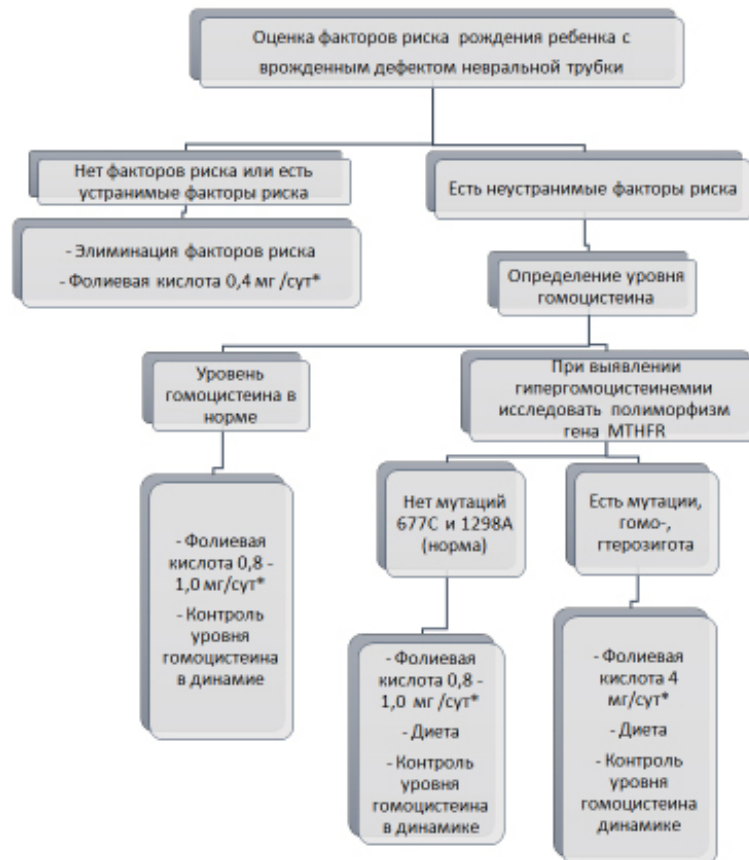 Оценка факторов риска рождения ребенка с
врожденным дефектом невральной трубки
Нет факторов риска или есть
устранимые факторы риска
Есть неустранимые факторы риска
- Элиминация факторов риска
- Фолиевая кислота 0,4 мг /сут*
Определение уровня
гомоцистеина
Уровень
гомоцистеина в
норме
При выявлении
гипергомоцистеинемии
исследовать полиморфизм
гена MTHFR
- Фолиевая
кислота 0,8 -
1,0 мг/сут*
- Контроль
уровня
гомоцистеина
в динамие
Нет мутаций
677С и 1298А
(норма)
Есть мутации,
гомо-,
гтерозигота
- Фолиевая
кислота 0,8 -
1,0 мг /сут*
- Диета
- Контроль
уровня
гомоцистеина
в динамике
- Фолиевая
кислота 4
мг/сут*
- Диета
- Контроль
уровня
гомоцистеина
динамике